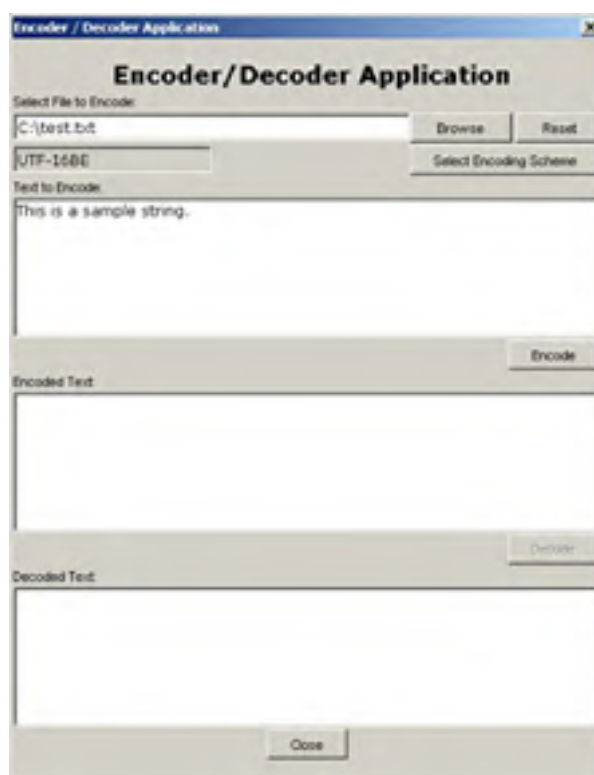 Encoder / Decoder Application
Encoder/Decoder Application
Select File to Encode:
C:\test.txt Browse Reset
UTF-16BE Select Encoding Scheme
Text to Encode:
This is a sample string.
Encode
Encoded Text:
Decode
Decoded Text:
Close